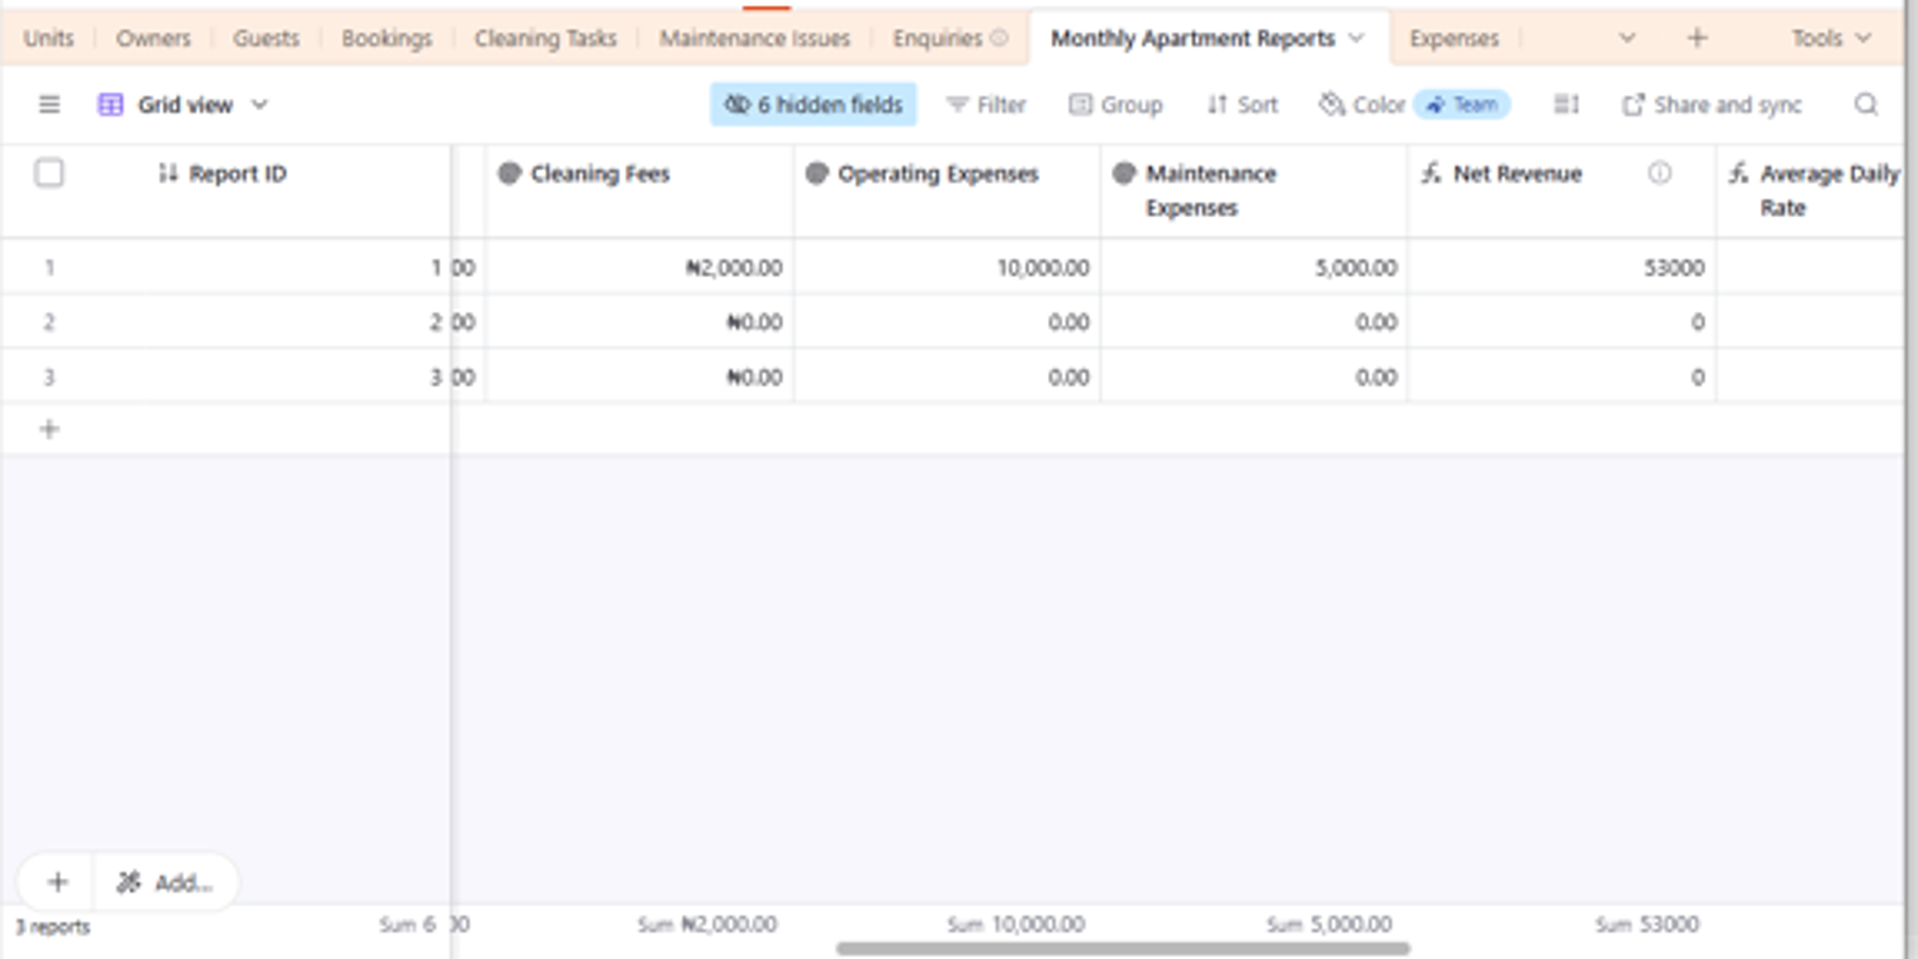 Units Owners Guests Bookings Cleaning Tasks Maintenance Issues Enquiries Monthly Apartment Reports Expenses Tools
Grid view 6 hidden fields Filter Group Sort Color Team Share and sync
Report ID Cleaning Fees Operating Expenses Maintenance Expenses Net Revenue Average Daily Rate
1 1 00 ₦2,000.00 10,000.00 5,000.00 53000
2 2 00 ₦0.00 0.00 0.00 0
3 3 00 ₦0.00 0.00 0.00 0
+
+ Add...
3 reports Sum 6 00 Sum ₦2,000.00 Sum 10,000.00 Sum 5,000.00 Sum 53000